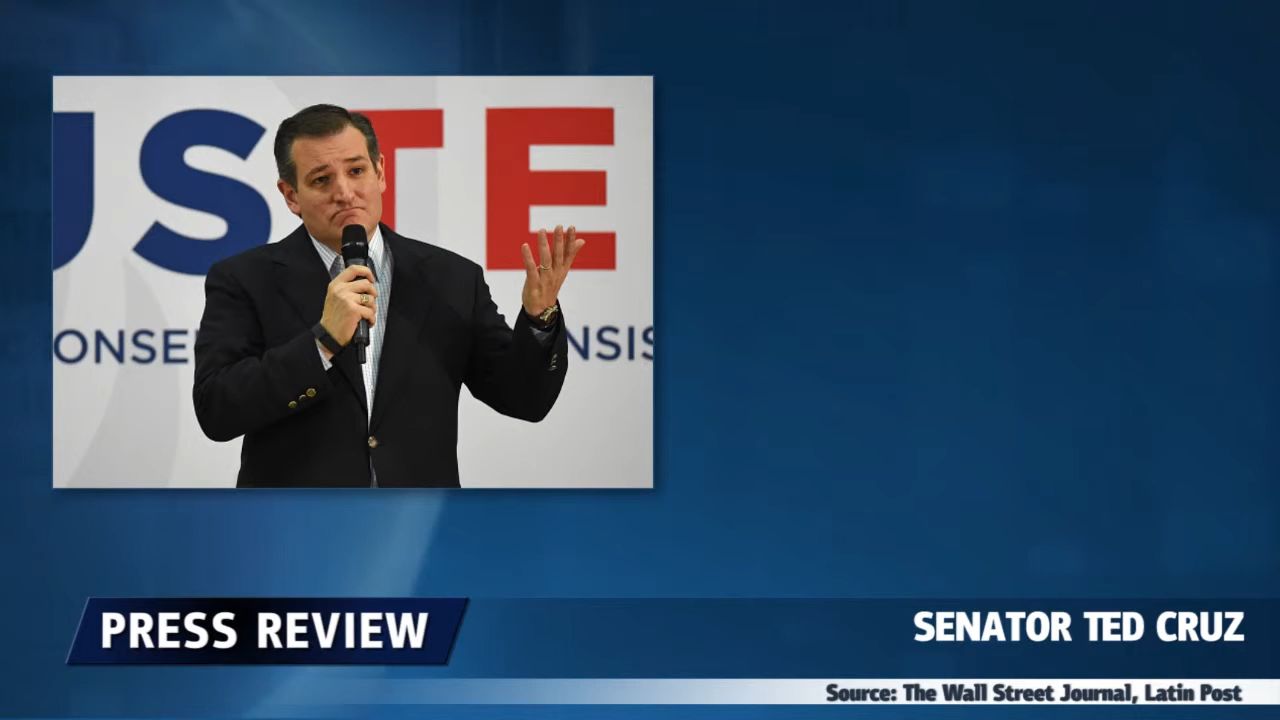 USTE
ONSE NSIS
PRESS REVIEW
SENATOR TED CRUZ
Source: The Wall Street Journal, Latin Post